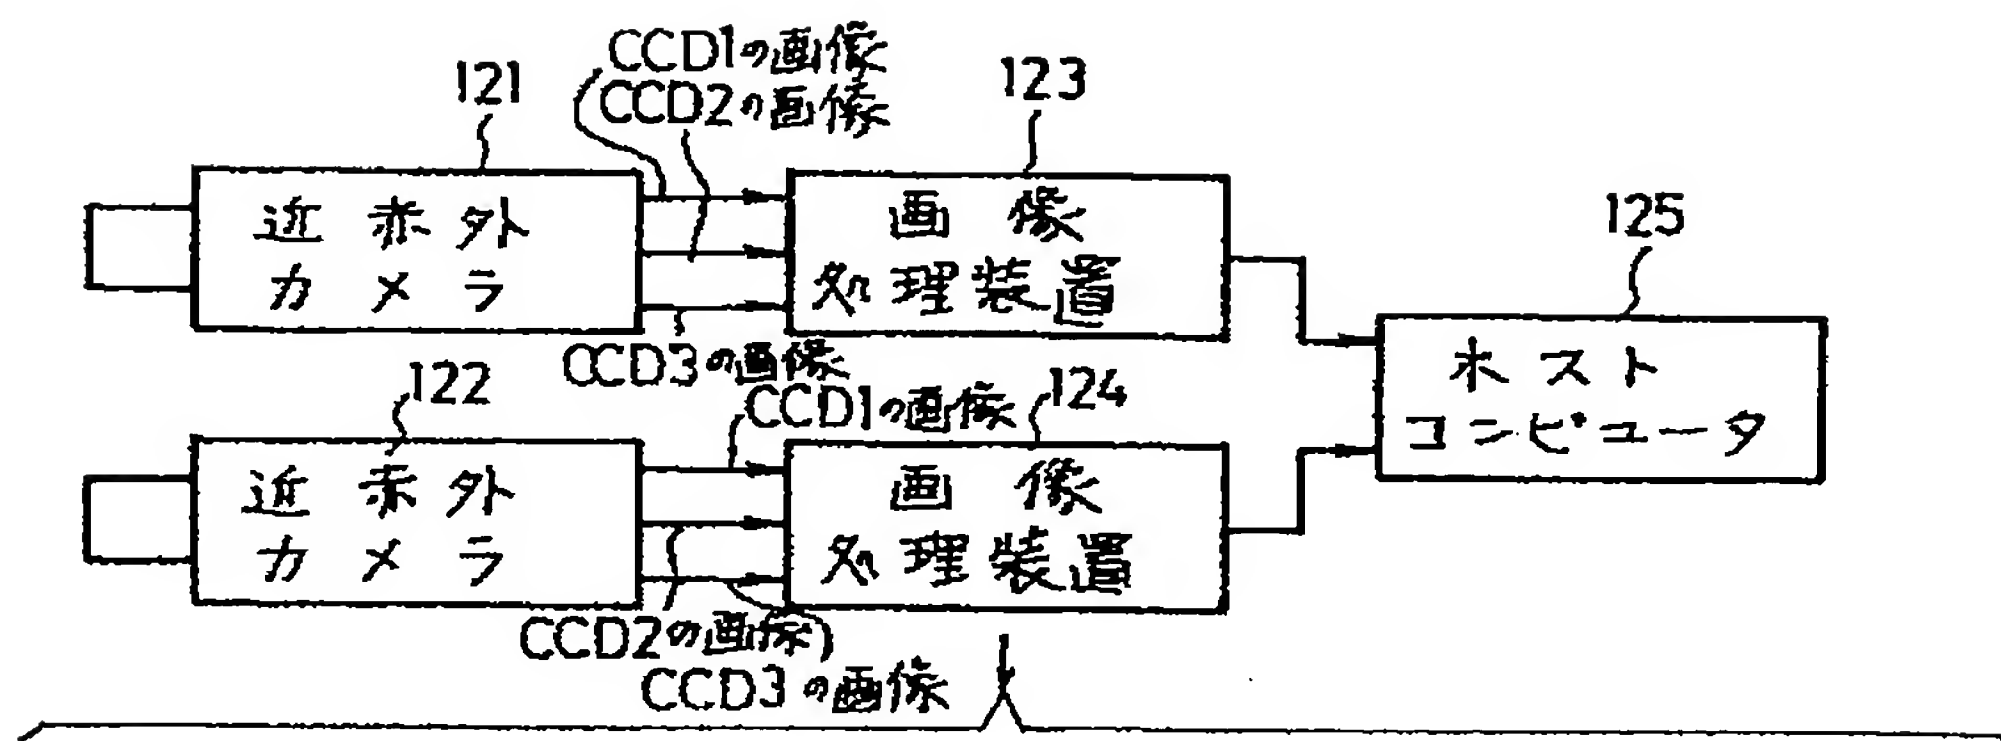 CCD1の画像
CCD2の画像
121
123
近赤外
カメラ
画像
処理装置
125
CCD3の画像
ホスト
コンピュータ
122
CCD1の画像
124
近赤外
カメラ
画像
処理装置
CCD2の画像
CCD3の画像